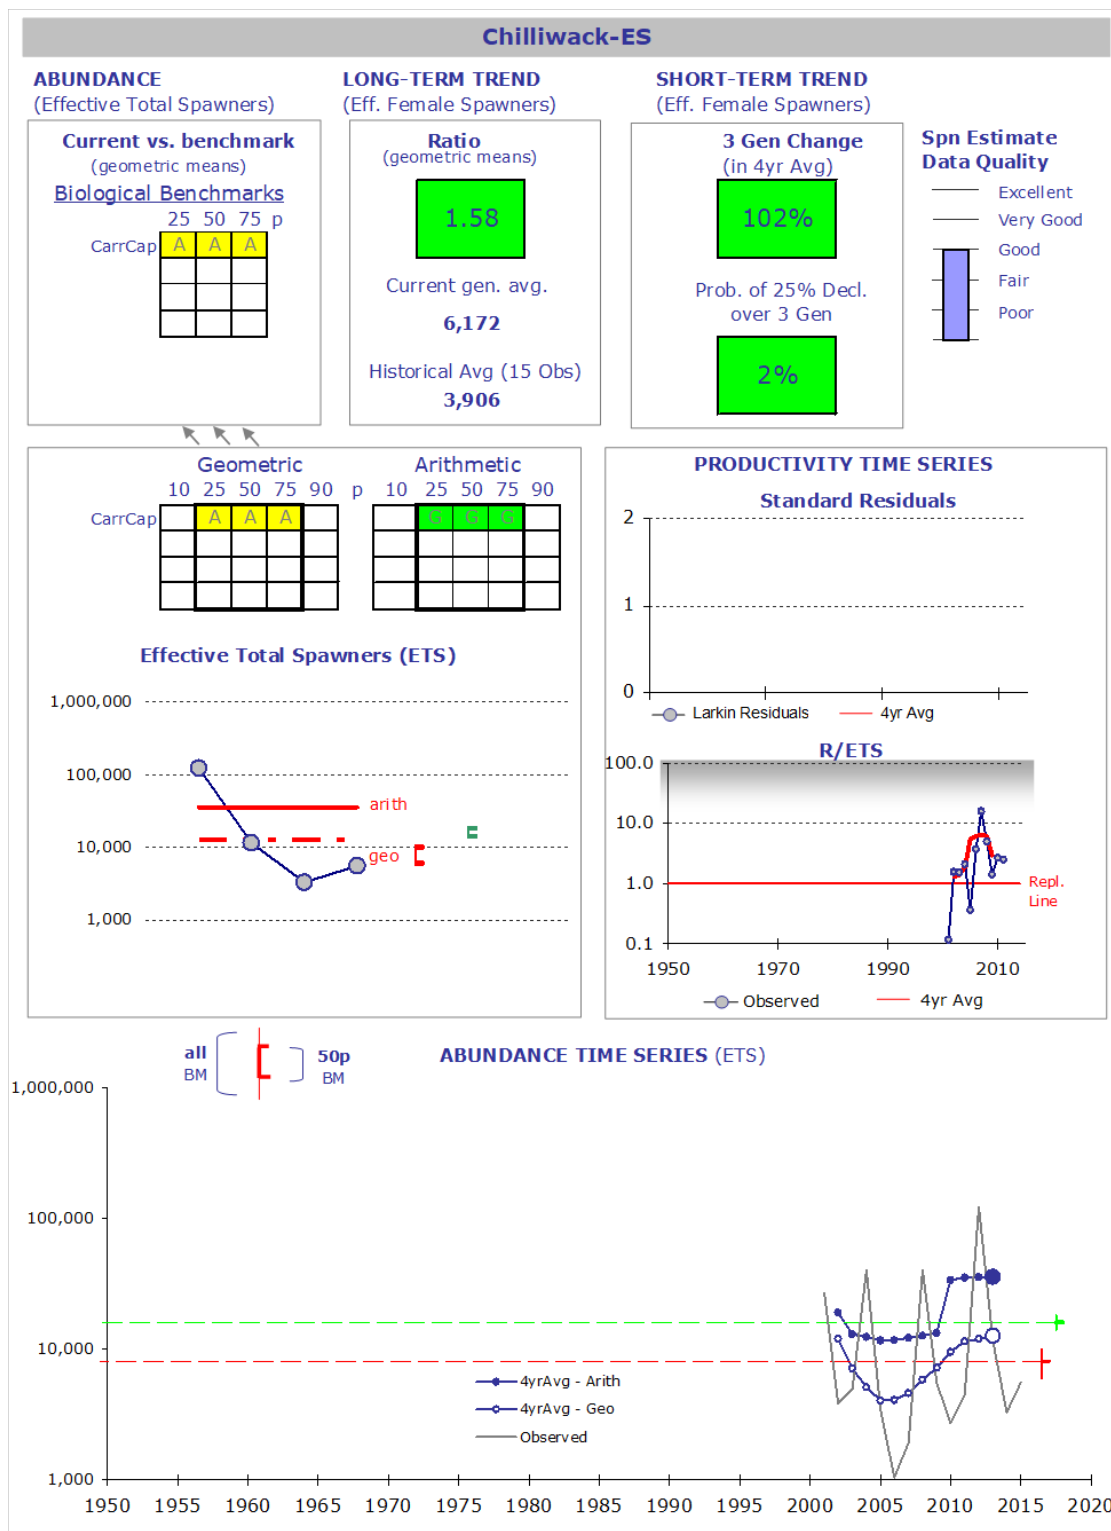 Chilliwack-ES
ABUNDANCE
(Effective Total Spawners)
LONG-TERM TREND
(Eff. Female Spawners)
SHORT-TERM TREND
(Eff. Female Spawners)
Current vs. benchmark
(geometric means)
Biological Benchmarks
25 50 75 p
CarrCap A A A
Ratio
(geometric means)
1.58
Current gen. avg.
6,172
Historical Avg (15 Obs)
3,906
3 Gen Change
(in 4yr Avg)
102%
Prob. of 25% Decl.
over 3 Gen
2%
Spn Estimate
Data Quality
Excellent
Very Good
Good
Fair
Poor
Geometric
Arithmetic
10 25 50 75 90 p 10 25 50 75 90
CarrCap A A A G G G
Effective Total Spawners (ETS)
1,000,000
100,000
arith
10,000
geo
1,000
PRODUCTIVITY TIME SERIES
Standard Residuals
2
1
0
Larkin Residuals 4yr Avg
R/ETS
100.0
10.0
1.0
Repl.
Line
0.1
1950 1970 1990 2010
Observed 4yr Avg
all
BM
50p
BM
ABUNDANCE TIME SERIES (ETS)
1,000,000
100,000
10,000
1,000
4yrAvg - Arith
4yrAvg - Geo
Observed
1950 1955 1960 1965 1970 1975 1980 1985 1990 1995 2000 2005 2010 2015 2020